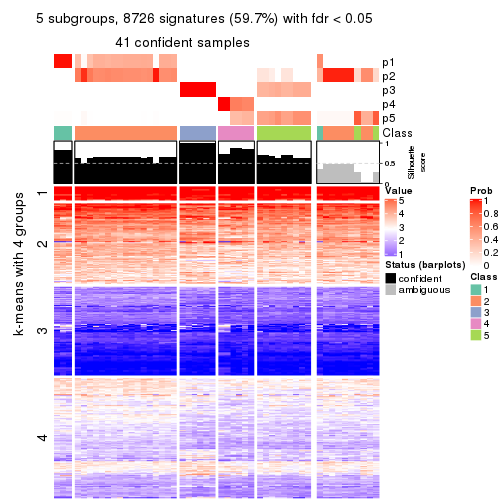 5 subgroups, 8726 signatures (59.7%) with fdr < 0.05
41 confident samples
p1
p2
p3
p4
p5
Class
1
0.5
0
Silhouette
score
k-means with 4 groups
1
2
3
4
Value
5
4
3
2
1
Status (barplots)
confident
ambiguous
Prob
1
0.8
0.6
0.4
0.2
0
Class
1
2
3
4
5